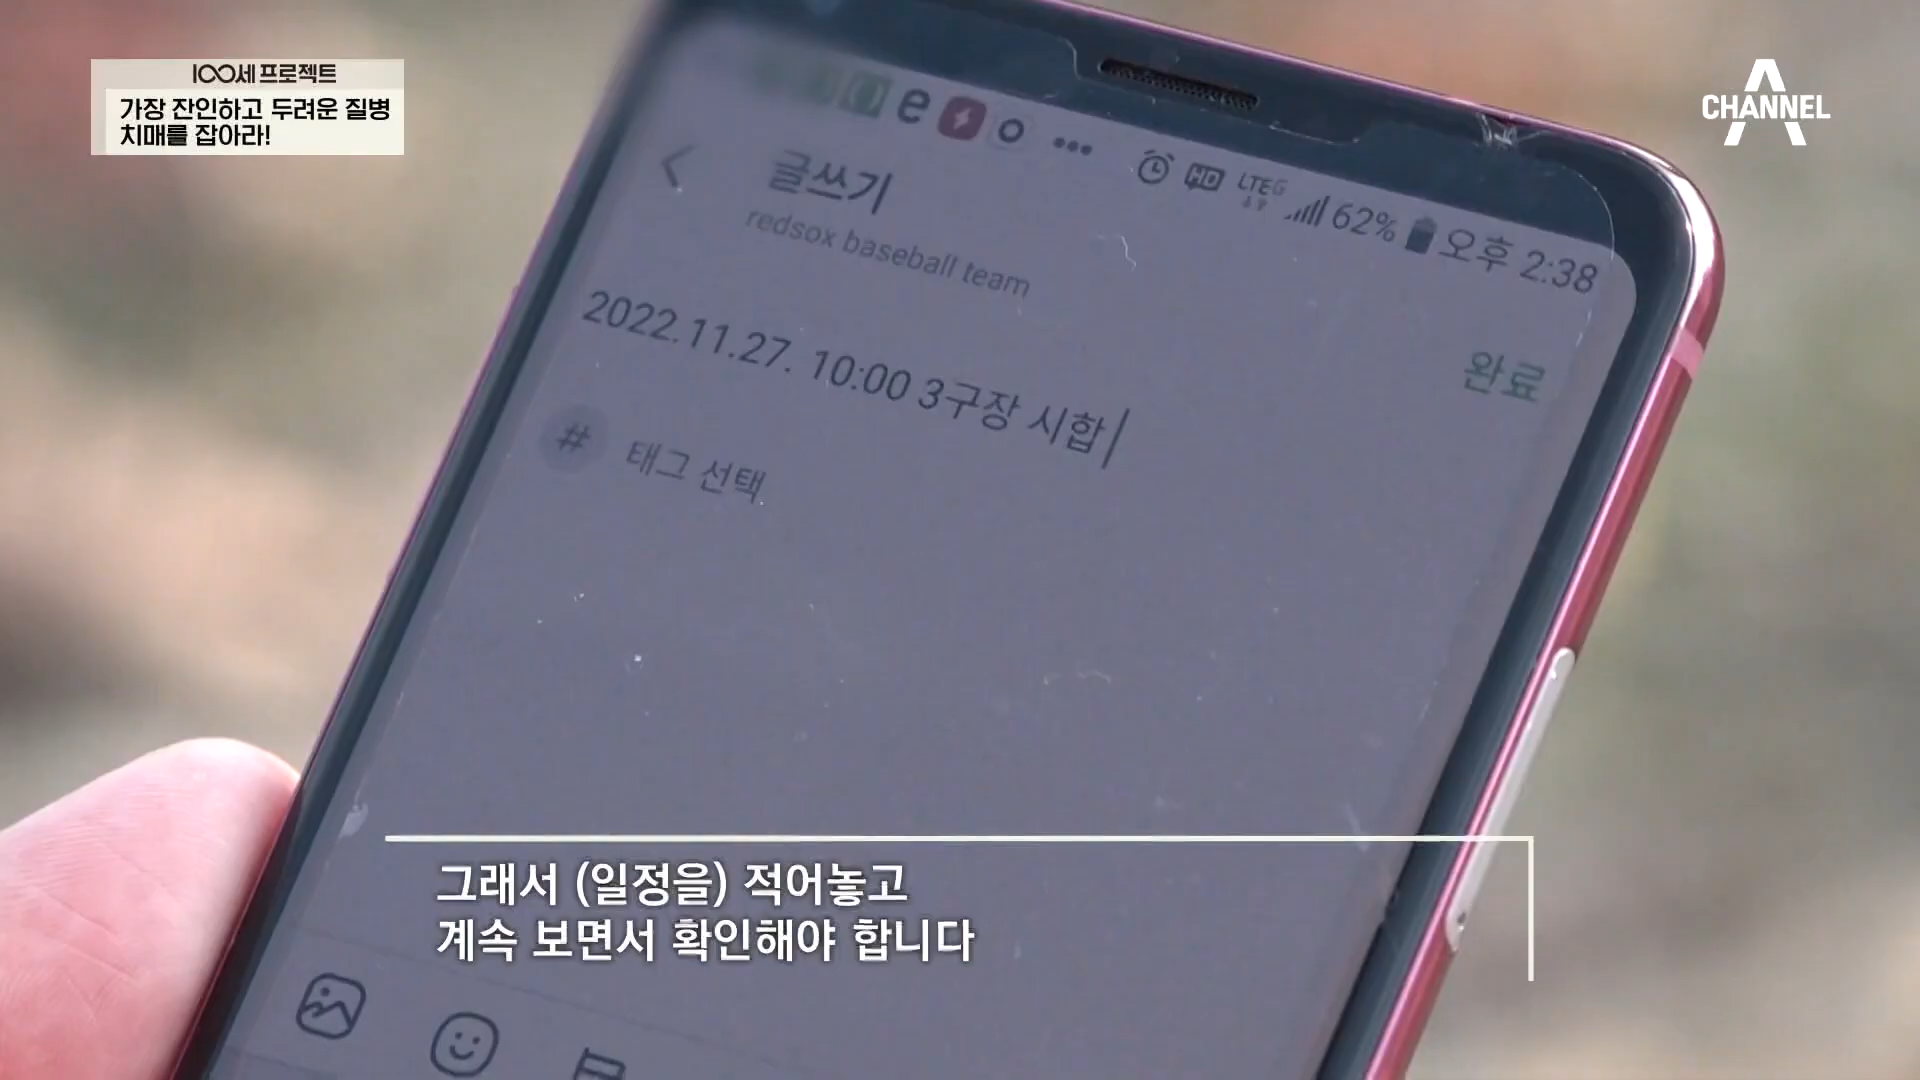 100세 프로젝트
가장 잔인하고 두려운 질병
치매를 잡아라!
CHANNEL A
HD LTE 62% 오후 2:38
글쓰기
redsox baseball team
완료
2022.11.27. 10:00 3구장 시합
# 태그 선택
그래서 (일정을) 적어놓고
계속 보면서 확인해야 합니다